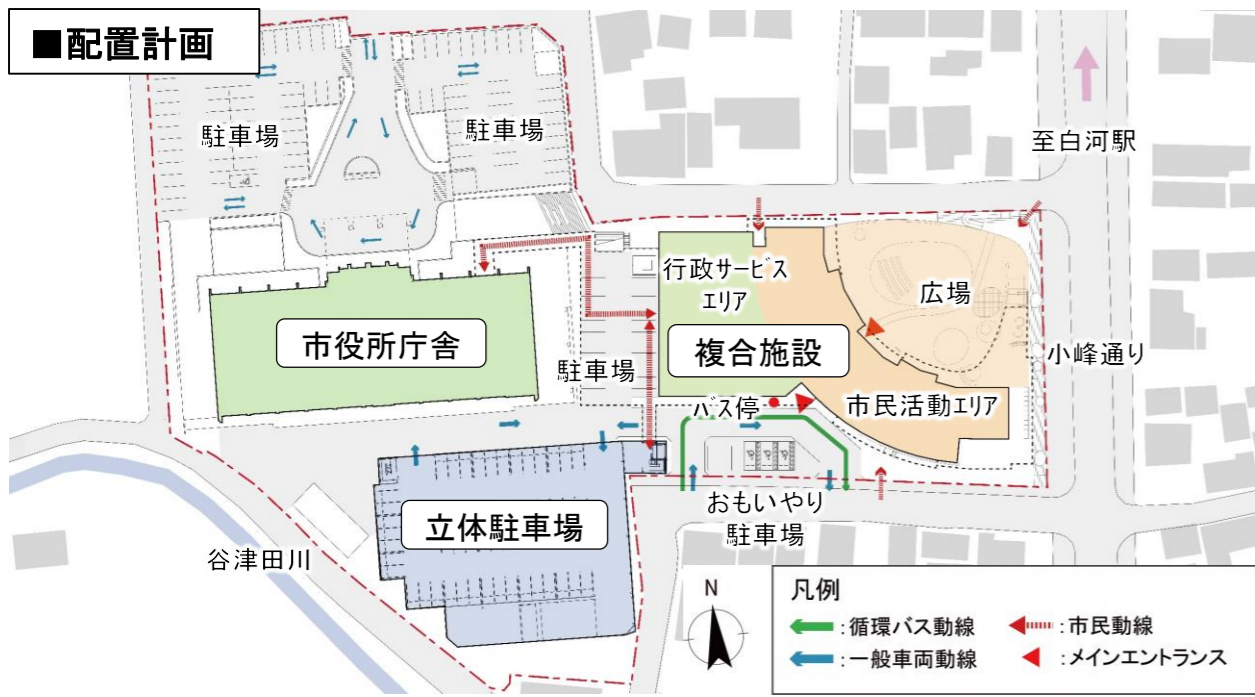 ■配置計画
駐車場
駐車場
至白河駅
行政サービス
エリア
広場
市役所庁舎
複合施設
駐車場
小峰通り
バス停
市民活動エリア
立体駐車場
おもいやり
駐車場
谷津田川
N
凡例
:循環バス動線
:市民動線
:一般車両動線
:メインエントランス